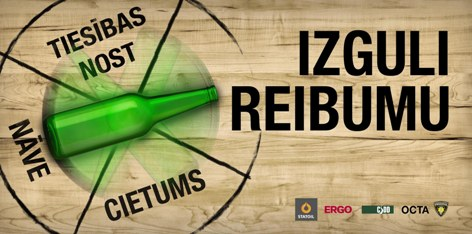 TIESĪBAS
NOST
NĀVE
CIETUMS
IZGULI
REIBUMU
STATOIL
ERGO
OCTA